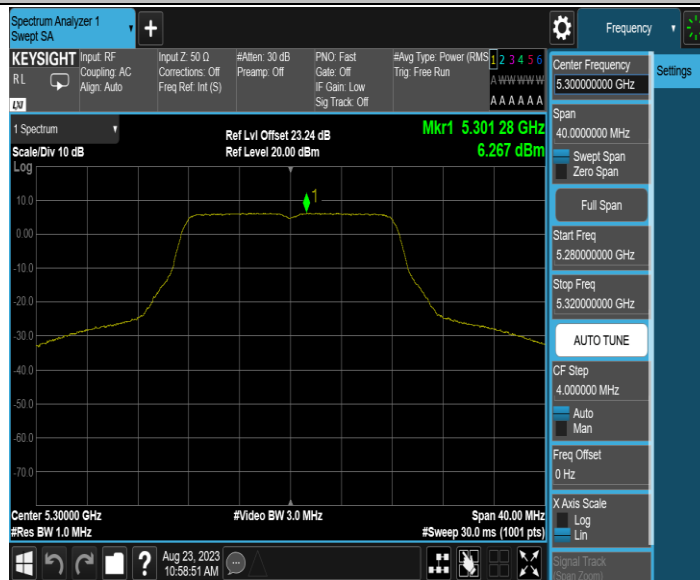 Spectrum Analyzer 1
Swept SA
Frequency
KEYSIGHT
RL
LXI
Input: RF
Coupling: AC
Align: Auto
Input Z: 50 Ω
Corrections: Off
Freq Ref: Int (S)
#Atten: 30 dB
Preamp: Off
PNO: Fast
Gate: Off
IF Gain: Low
Sig Track: Off
#Avg Type: Power (RMS
Trig: Free Run
1 2 3 4 5 6
A W W W W W
A A A A A A
Settings
1 Spectrum
Scale/Div 10 dB
Log
Ref Lvl Offset 23.24 dB
Ref Level 20.00 dBm
Mkr1 5.301 28 GHz
6.267 dBm
1
10.0
0.00
-10.0
-20.0
-30.0
-40.0
-50.0
-60.0
-70.0
Center 5.30000 GHz
#Res BW 1.0 MHz
#Video BW 3.0 MHz
Span 40.00 MHz
#Sweep 30.0 ms (1001 pts)
Center Frequency
5.300000000 GHz
Span
40.0000000 MHz
Swept Span
Zero Span
Full Span
Start Freq
5.280000000 GHz
Stop Freq
5.320000000 GHz
AUTO TUNE
CF Step
4.000000 MHz
Auto
Man
Freq Offset
0 Hz
X Axis Scale
Log
Lin
Signal Track
(Span Zoom)
?
Aug 23, 2023
10:58:51 AM